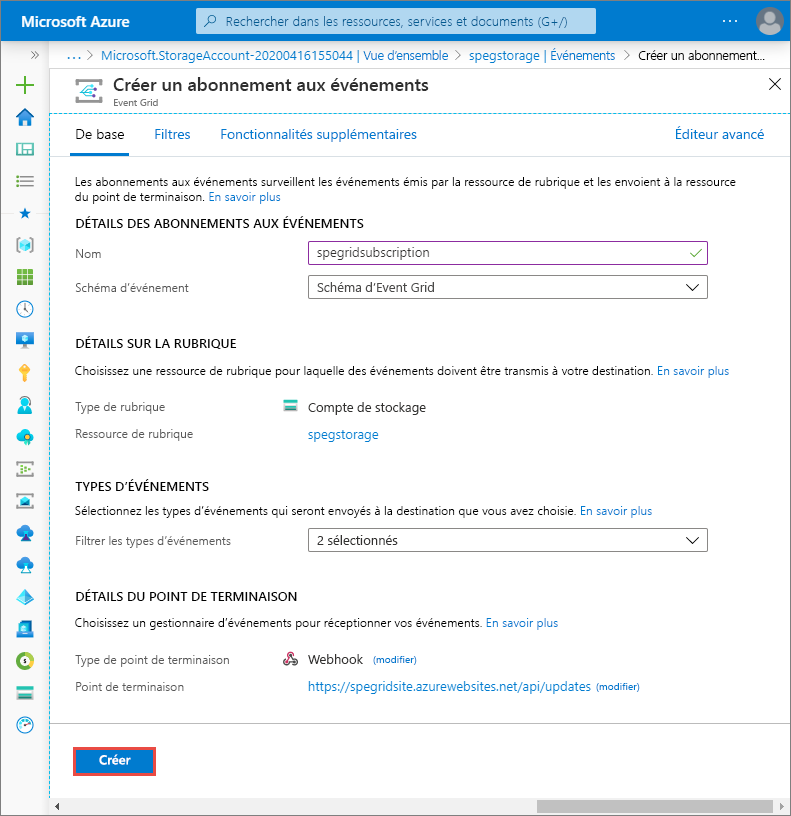 Microsoft Azure
Rechercher dans les ressources, services et documents (G+/)
...
» ... > Microsoft.StorageAccount-20200416155044 | Vue d’ensemble > spegstorage | Événements > Créer un abonnement...
Créer un abonnement aux événements
Event Grid
De base Filtres Fonctionnalités supplémentaires Éditeur avancé
Les abonnements aux événements surveillent les événements émis par la ressource de rubrique et les envoient à la ressource
du point de terminaison. En savoir plus
DÉTAILS DES ABONNEMENTS AUX ÉVÉNEMENTS
Nom spegridsubscription
Schéma d’événement Schéma d’Event Grid
DÉTAILS SUR LA RUBRIQUE
Choisissez une ressource de rubrique pour laquelle des événements doivent être transmis à votre destination. En savoir plus
Type de rubrique Compte de stockage
Ressource de rubrique spegstorage
TYPES D’ÉVÉNEMENTS
Sélectionnez les types d’événements qui seront envoyés à la destination que vous avez choisie. En savoir plus
Filtrer les types d’événements 2 sélectionnés
DÉTAILS DU POINT DE TERMINAISON
Choisissez un gestionnaire d’événements pour réceptionner vos événements. En savoir plus
Type de point de terminaison Webhook (modifier)
Point de terminaison https://spegridsite.azurewebsites.net/api/updates (modifier)
Créer